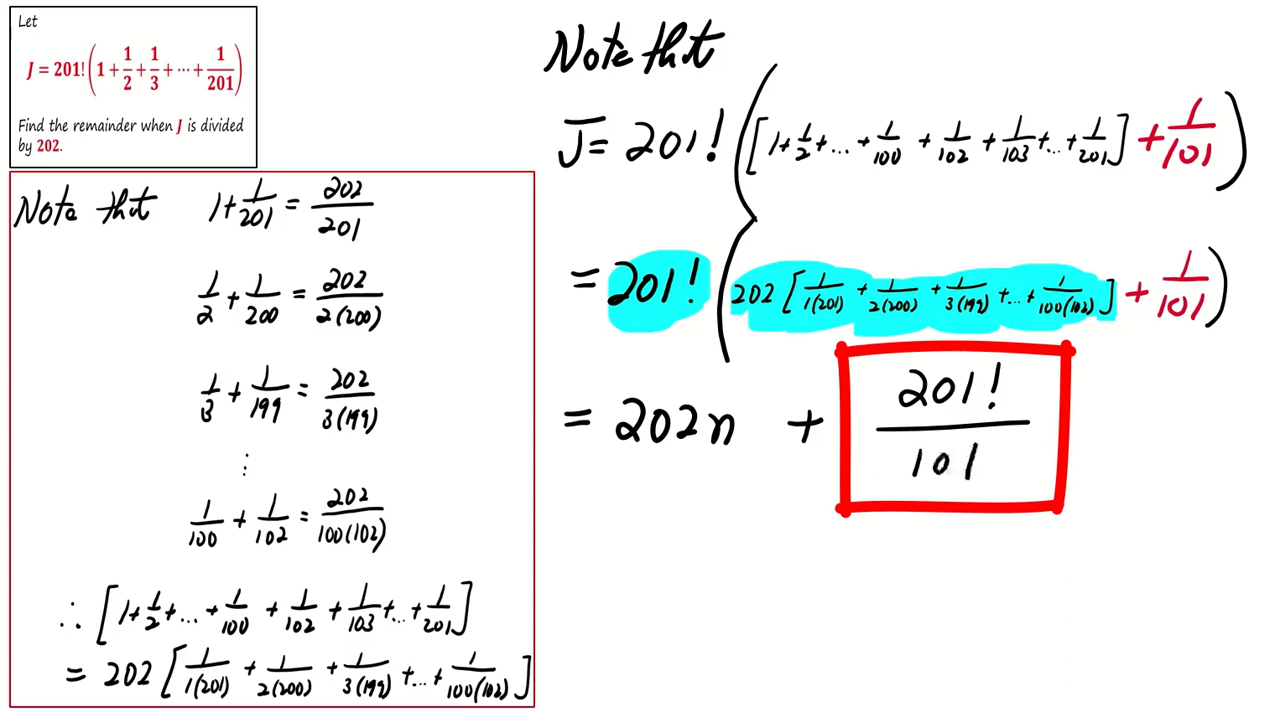 Let
J = 201! (1 + 1/2 + 1/3 + ⋯ + 1/201)
Find the remainder when J is divided
by 202.
Note tht 1 + 1/201 = 202/201
1/2 + 1/200 = 202/2(200)
1/3 + 1/199 = 202/3(199)
⋮
1/100 + 1/102 = 202/100(102)
∴ [1 + 1/2 + ... + 1/100 + 1/102 + 1/103 + ... + 1/201]
= 202 [1/1(201) + 1/2(200) + 1/3(199) + ... + 1/100(102)]
Note tht
J = 201! ([1 + 1/2 + ... + 1/100 + 1/102 + 1/103 + ... + 1/201] + 1/101)
= 201! (202 [1/1(201) + 1/2(200) + 1/3(199) + ... + 1/100(102)] + 1/101)
= 202n + 201!/101